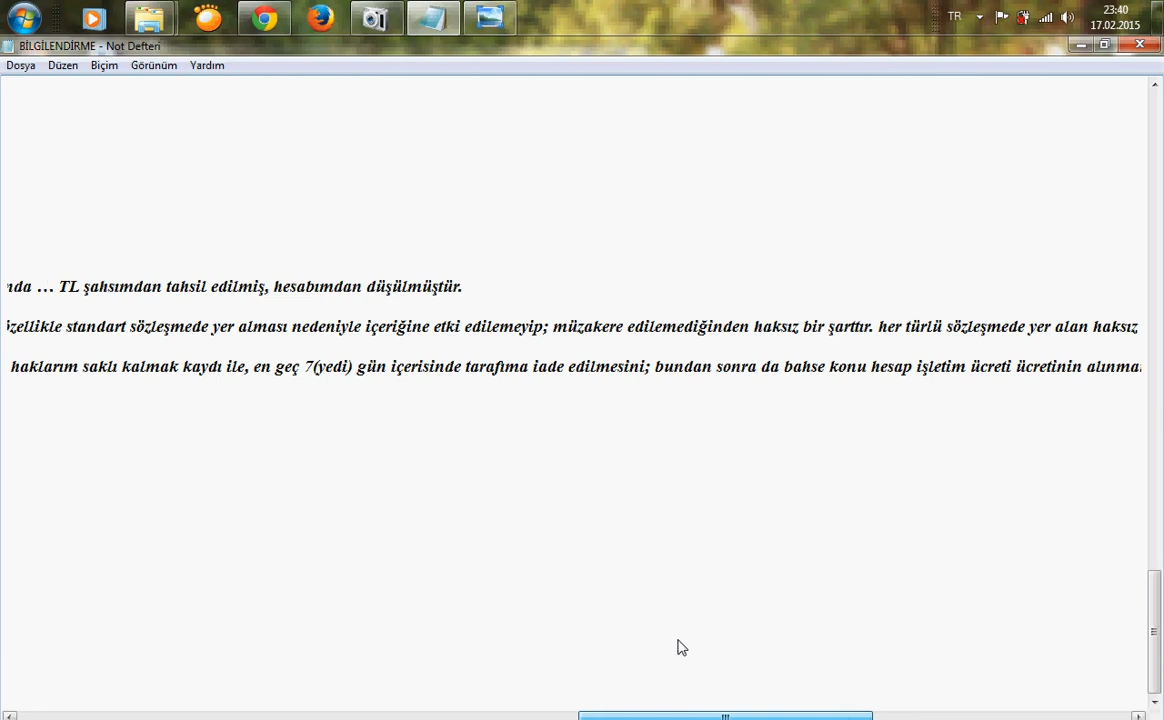 23:40
TR
17.02.2015
BİLGİLENDİRME - Not Defteri
Dosya Düzen Biçim Görünüm Yardım
nda … TL şahsımdan tahsil edilmiş, hesabımdan düşülmüştür.
özellikle standart sözleşmede yer alması nedeniyle içeriğine etki edilemeyip; müzakere edilemediğinden haksız bir şarttır. her türlü sözleşmede yer alan haksız
haklarım saklı kalmak kaydı ile, en geç 7(yedi) gün içerisinde tarafıma iade edilmesini; bundan sonra da bahse konu hesap işletim ücreti ücretinin alınma